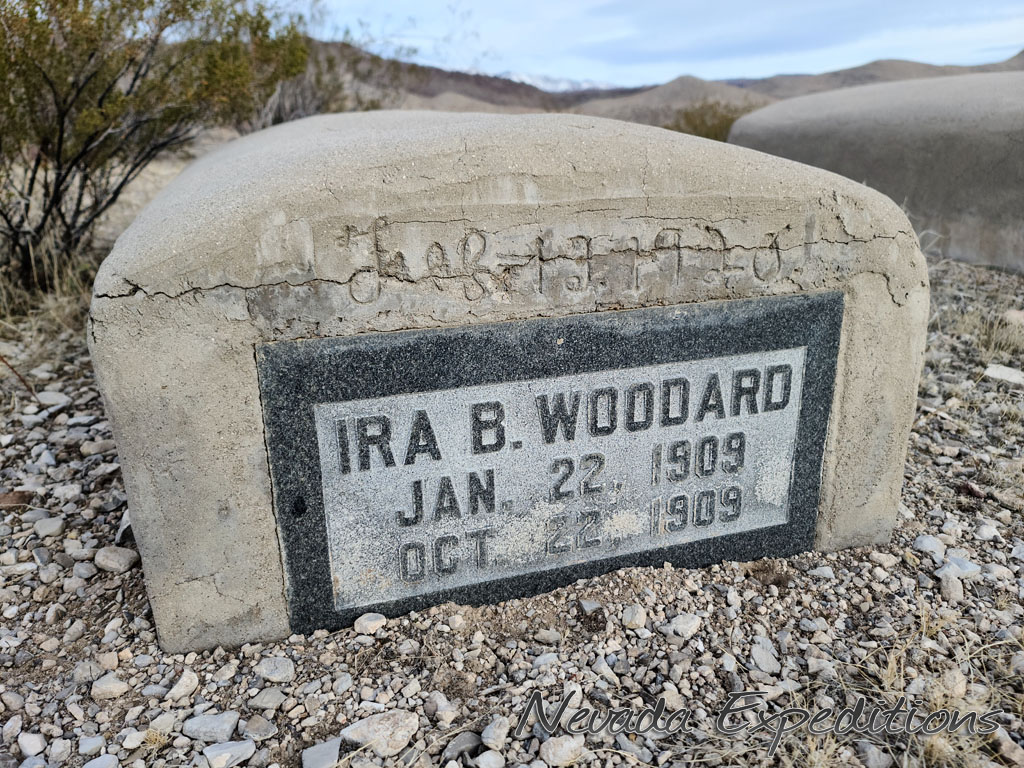 IRA B. WOODARD
JAN. 22, 1909
OCT. 22, 1909
Nevada Expeditions